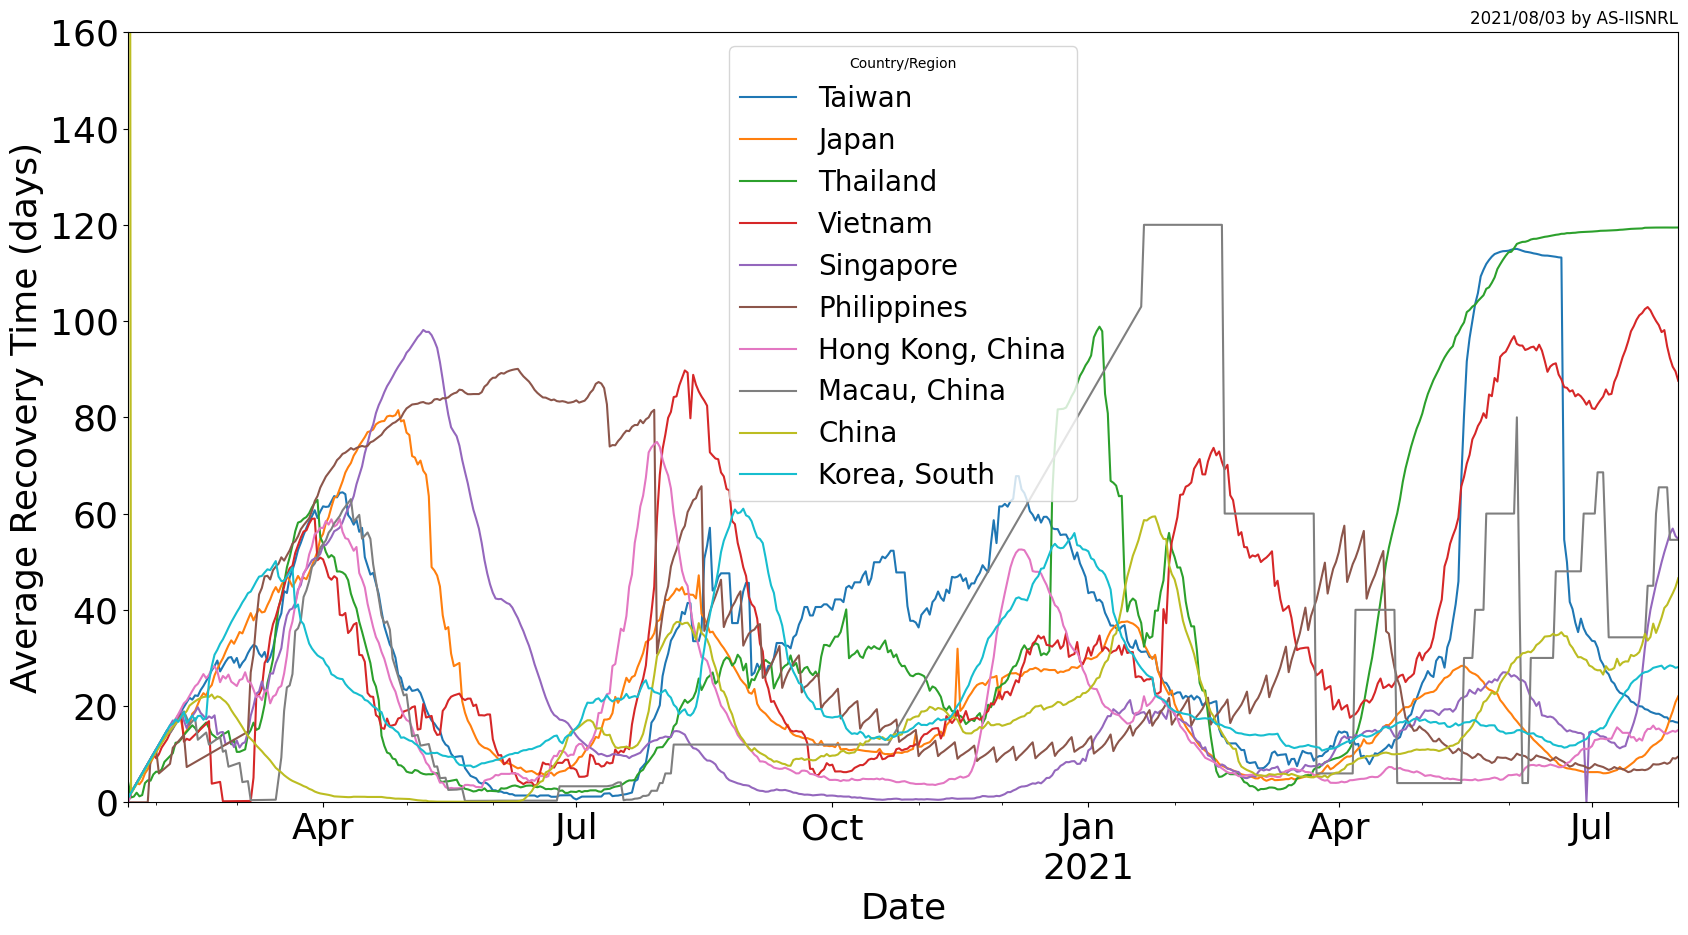 2021/08/03 by AS-IISNRL
Average Recovery Time (days)
160
140
120
100
80
60
40
20
0
Country/Region
Taiwan
Japan
Thailand
Vietnam
Singapore
Philippines
Hong Kong, China
Macau, China
China
Korea, South
Apr
Jul
Oct
Jan
2021
Apr
Jul
Date